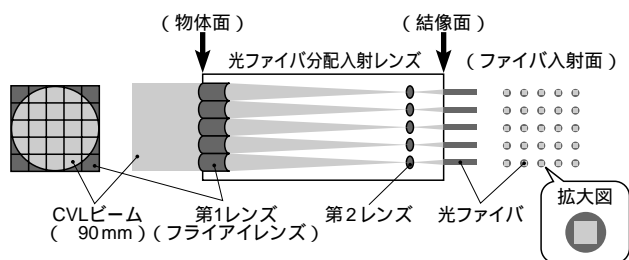 （物体面）
（結像面）
光ファイバ分配入射レンズ
（ファイバ入射面）
CVLビーム
（　90mm）
第1レンズ
（フライアイレンズ）
第2レンズ
光ファイバ
拡大図